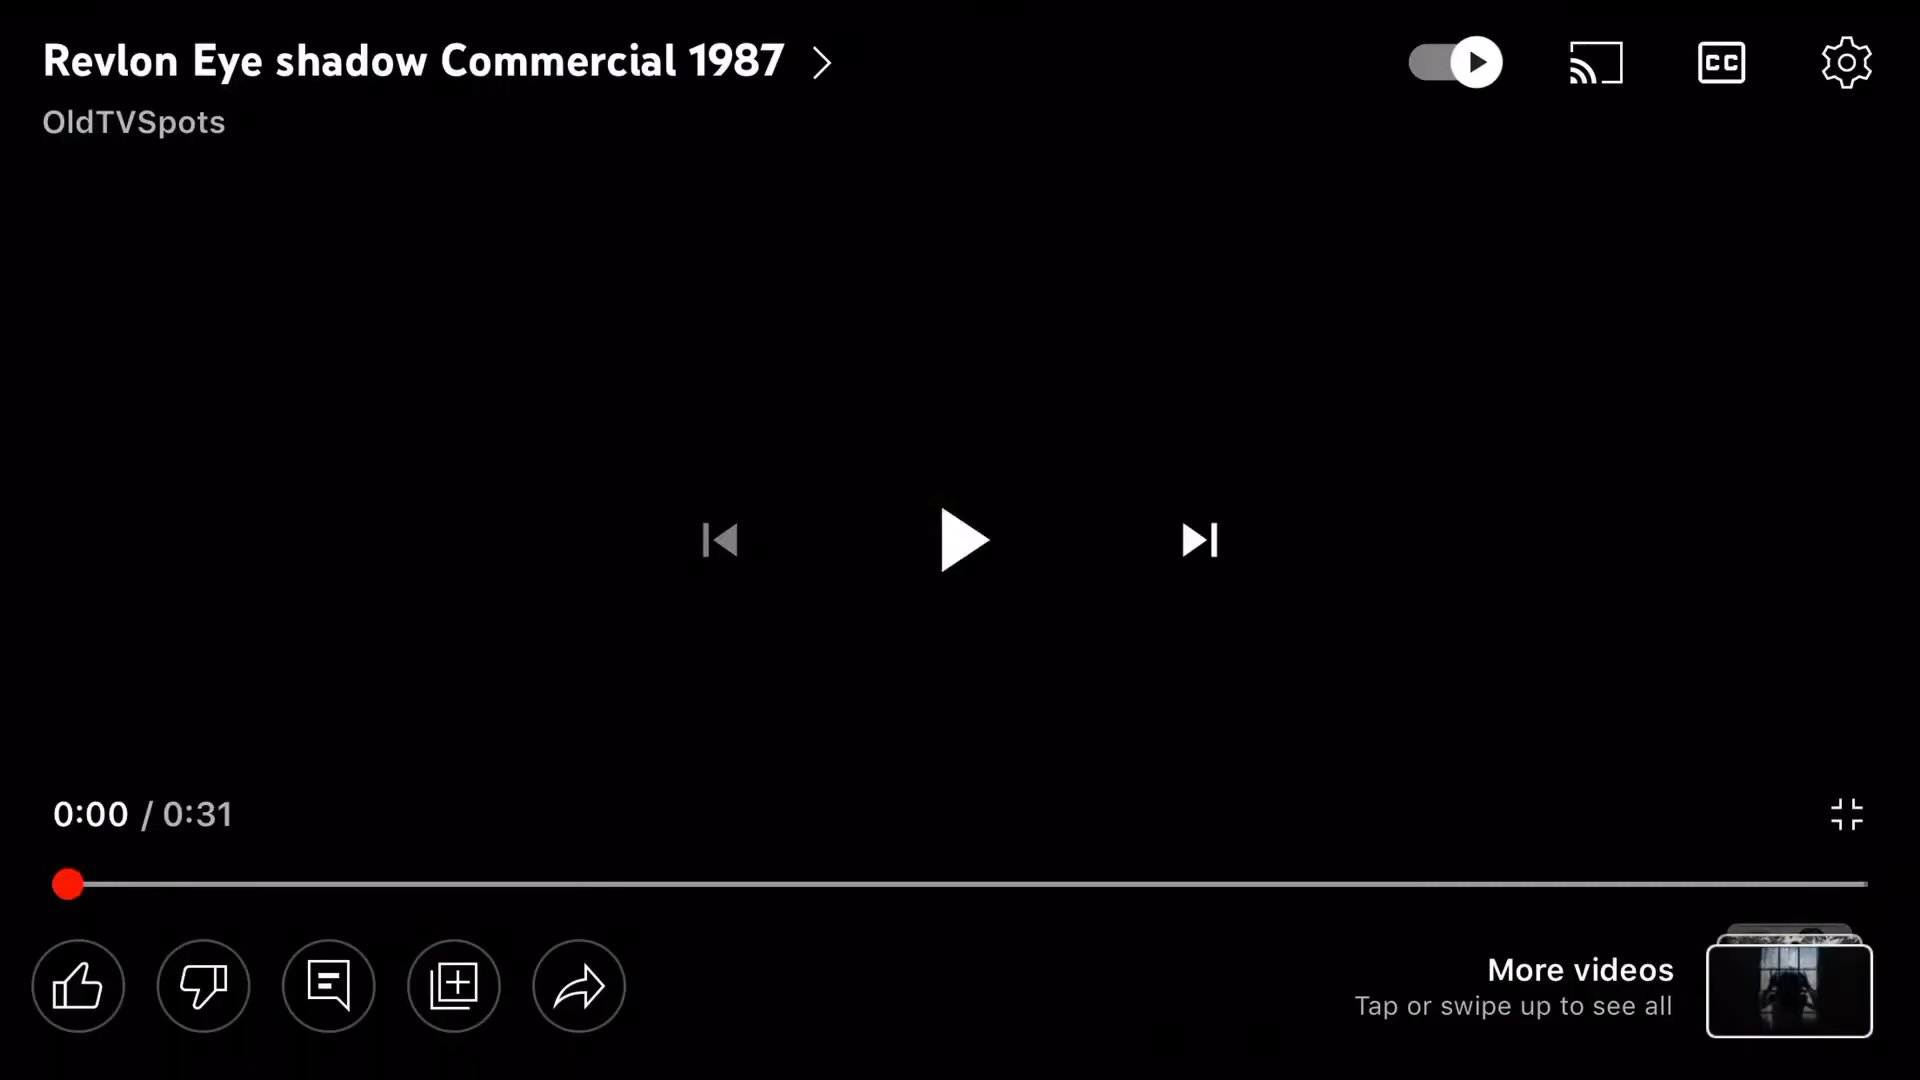 Revlon Eye shadow Commercial 1987
OldTVSpots
CC
0:00 / 0:31
More videos
Tap or swipe up to see all